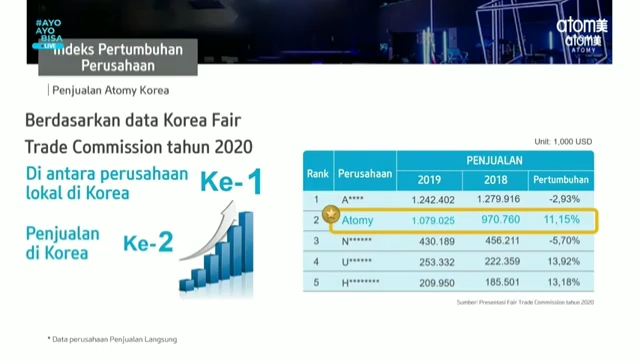 #AYO
AYO
BISA
LIVE
atom美
atom美
ATOMY
Indeks Pertumbuhan
Perusahaan
Penjualan Atomy Korea
Berdasarkan data Korea Fair
Trade Commission tahun 2020
Di antara perusahaan
lokal di Korea
Ke-1
Penjualan
di Korea
Ke-2
Unit: 1,000 USD
Rank Perusahaan PENJUALAN
2019 2018 Pertumbuhan
1 A**** 1.242.402 1.279.916 -2,93%
2 Atomy 1.079.025 970.760 11,15%
3 N****** 430.189 456.211 -5,70%
4 U****** 253.332 222.359 13,92%
5 H******** 209.950 185.501 13,18%
Sumber: Presentasi Fair Trade Commission tahun 2020
* Data perusahaan Penjualan Langsung